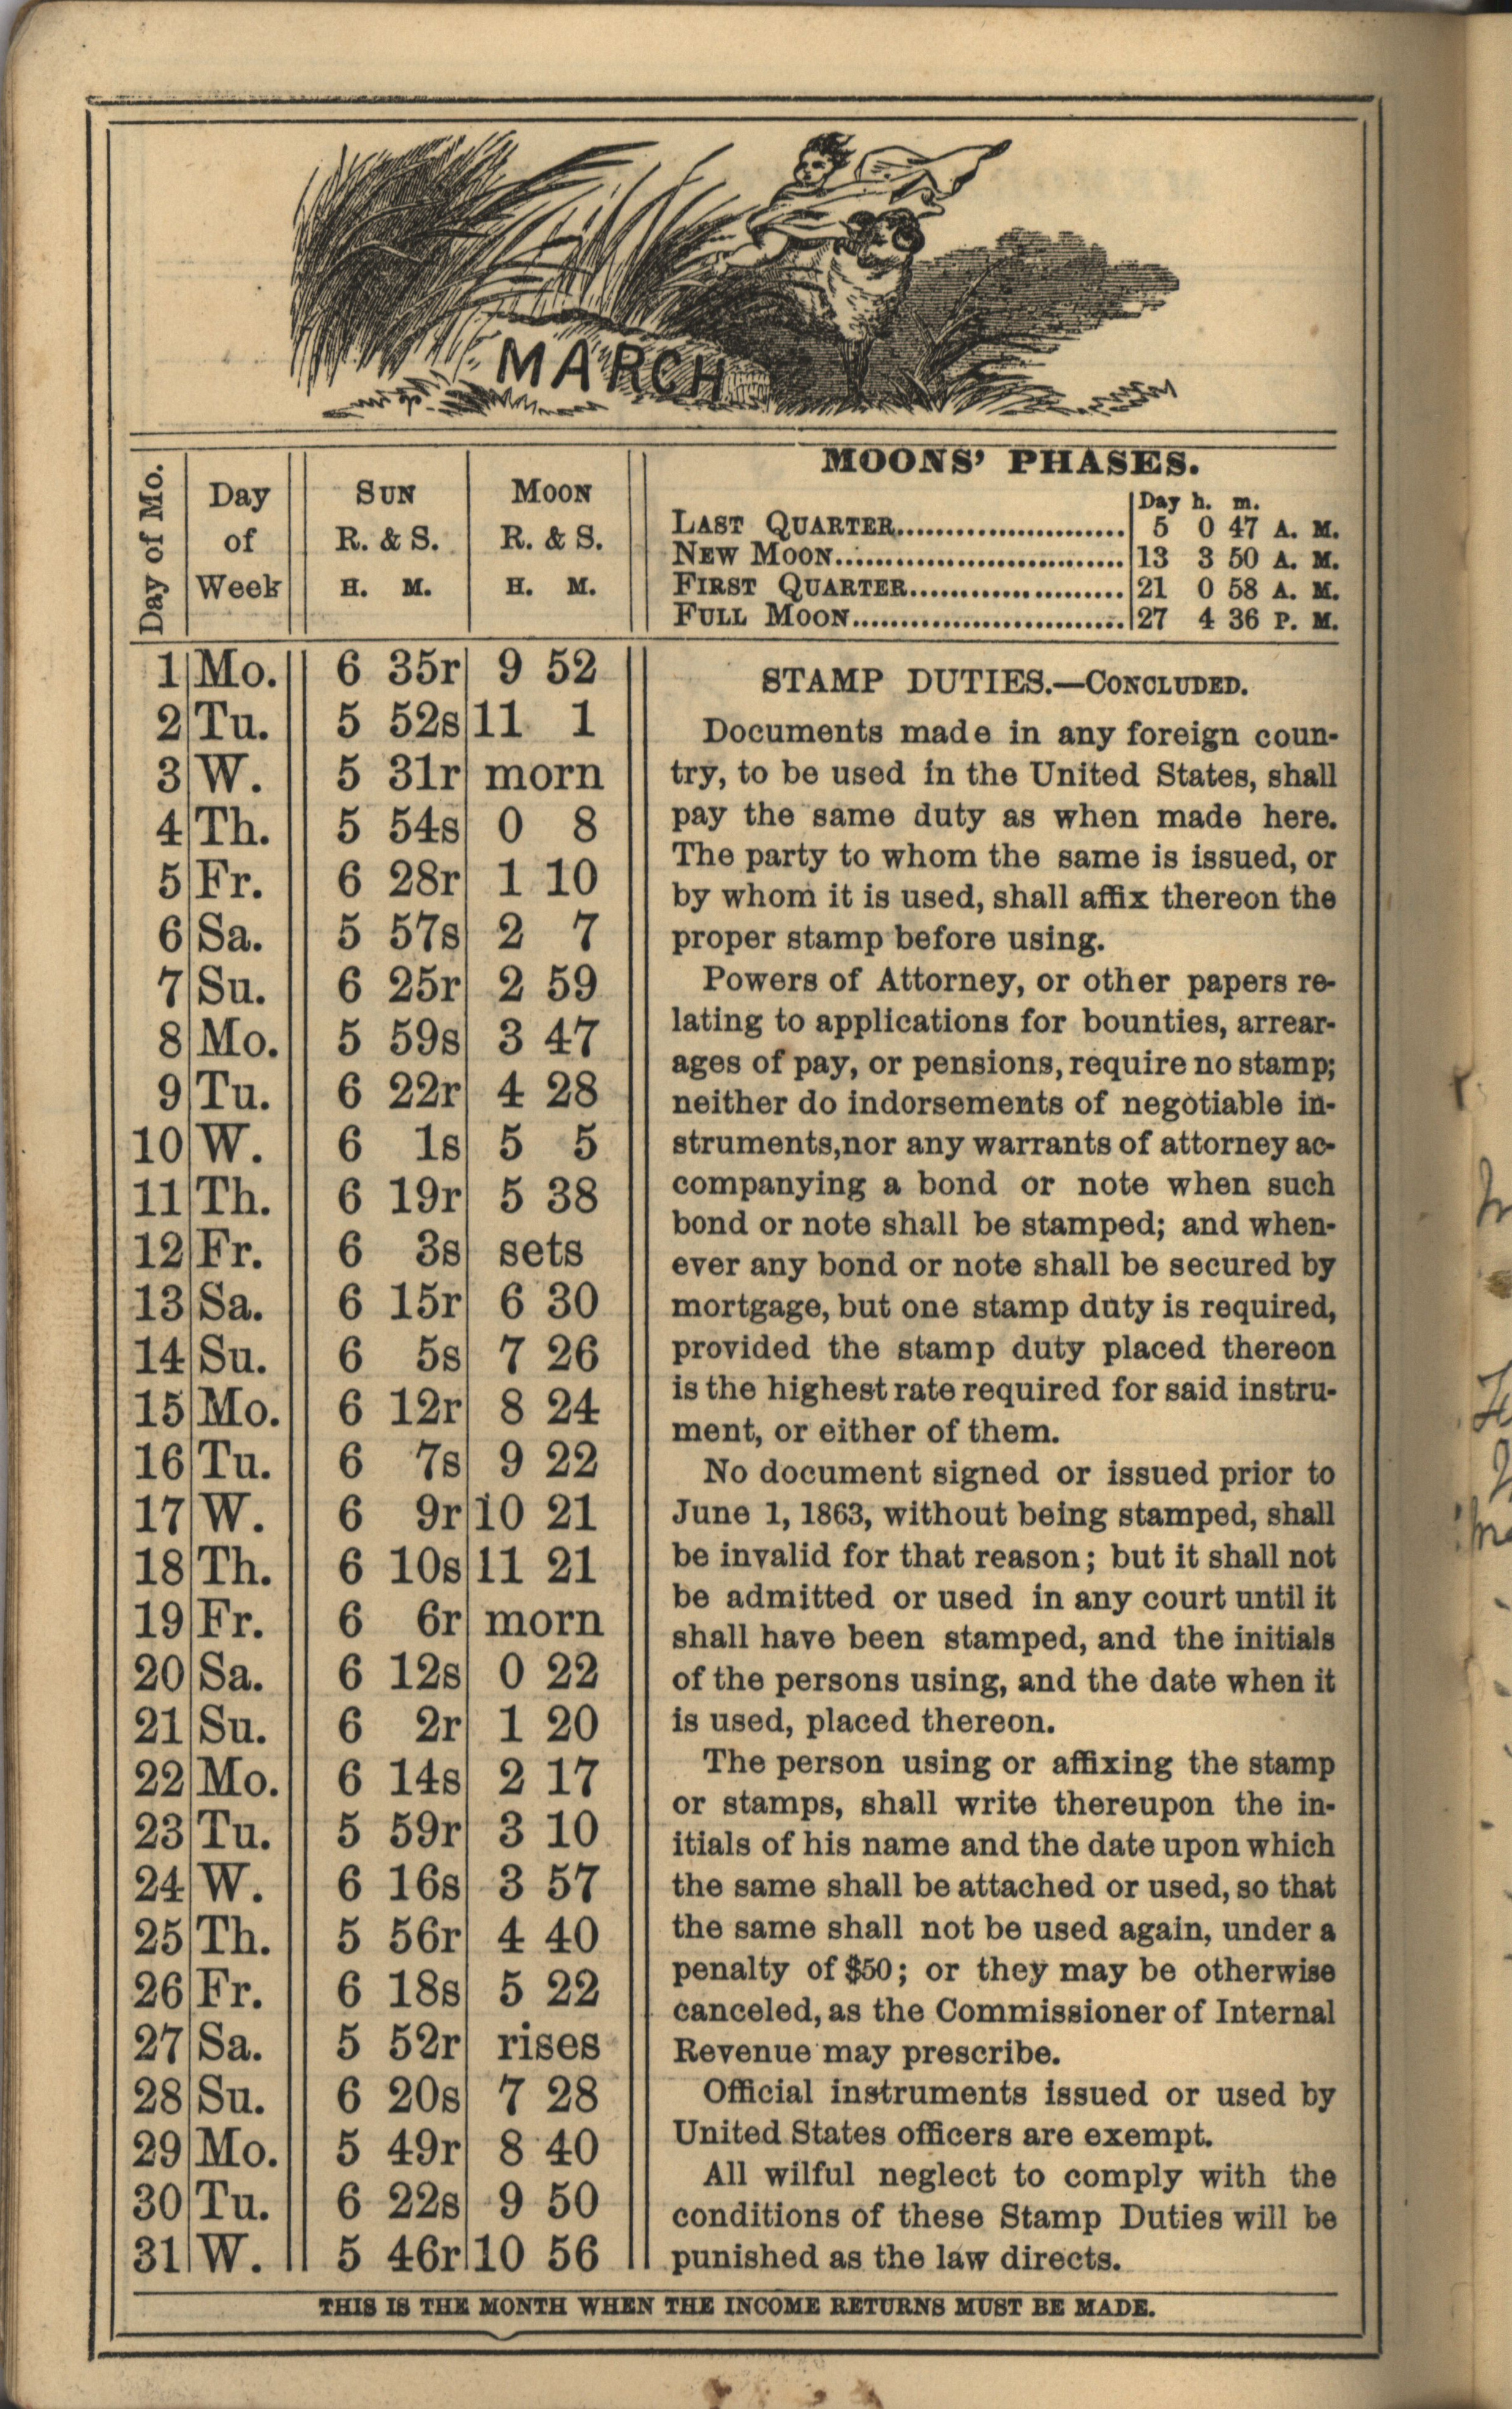 MARCH
Day of Mo.
Day of Week
SUN R. & S. H. M.
MOON R. & S. H. M.
1 Mo. 6 35r 9 52
2 Tu. 5 52s 11 1
3 W. 5 31r morn
4 Th. 5 54s 0 8
5 Fr. 6 28r 1 10
6 Sa. 5 57s 2 7
7 Su. 6 25r 2 59
8 Mo. 5 59s 3 47
9 Tu. 6 22r 4 28
10 W. 6 1s 5 5
11 Th. 6 19r 5 38
12 Fr. 6 3s sets
13 Sa. 6 15r 6 30
14 Su. 6 5s 7 26
15 Mo. 6 12r 8 24
16 Tu. 6 7s 9 22
17 W. 6 9r 10 21
18 Th. 6 10s 11 21
19 Fr. 6 6r morn
20 Sa. 6 12s 0 22
21 Su. 6 2r 1 20
22 Mo. 6 14s 2 17
23 Tu. 5 59r 3 10
24 W. 6 16s 3 57
25 Th. 5 56r 4 40
26 Fr. 6 18s 5 22
27 Sa. 5 52r rises
28 Su. 6 20s 7 28
29 Mo. 5 49r 8 40
30 Tu. 6 22s 9 50
31 W. 5 46r 10 56
MOONS' PHASES.
Day h. m.
LAST QUARTER........................ 5 0 47 A. M.
NEW MOON.............................. 13 3 50 A. M.
FIRST QUARTER...................... 21 0 58 A. M.
FULL MOON............................ 27 4 36 P. M.
STAMP DUTIES.—CONCLUDED.
Documents made in any foreign coun-
try, to be used in the United States, shall
pay the same duty as when made here.
The party to whom the same is issued, or
by whom it is used, shall affix thereon the
proper stamp before using.
Powers of Attorney, or other papers re-
lating to applications for bounties, arrear-
ages of pay, or pensions, require no stamp;
neither do indorsements of negotiable in-
struments, nor any warrants of attorney ac-
companying a bond or note when such
bond or note shall be stamped; and when-
ever any bond or note shall be secured by
mortgage, but one stamp duty is required,
provided the stamp duty placed thereon
is the highest rate required for said instru-
ment, or either of them.
No document signed or issued prior to
June 1, 1863, without being stamped, shall
be invalid for that reason; but it shall not
be admitted or used in any court until it
shall have been stamped, and the initials
of the persons using, and the date when it
is used, placed thereon.
The person using or affixing the stamp
or stamps, shall write thereupon the in-
itials of his name and the date upon which
the same shall be attached or used, so that
the same shall not be used again, under a
penalty of $50; or they may be otherwise
canceled, as the Commissioner of Internal
Revenue may prescribe.
Official instruments issued or used by
United States officers are exempt.
All wilful neglect to comply with the
conditions of these Stamp Duties will be
punished as the law directs.
THIS IS THE MONTH WHEN THE INCOME RETURNS MUST BE MADE.